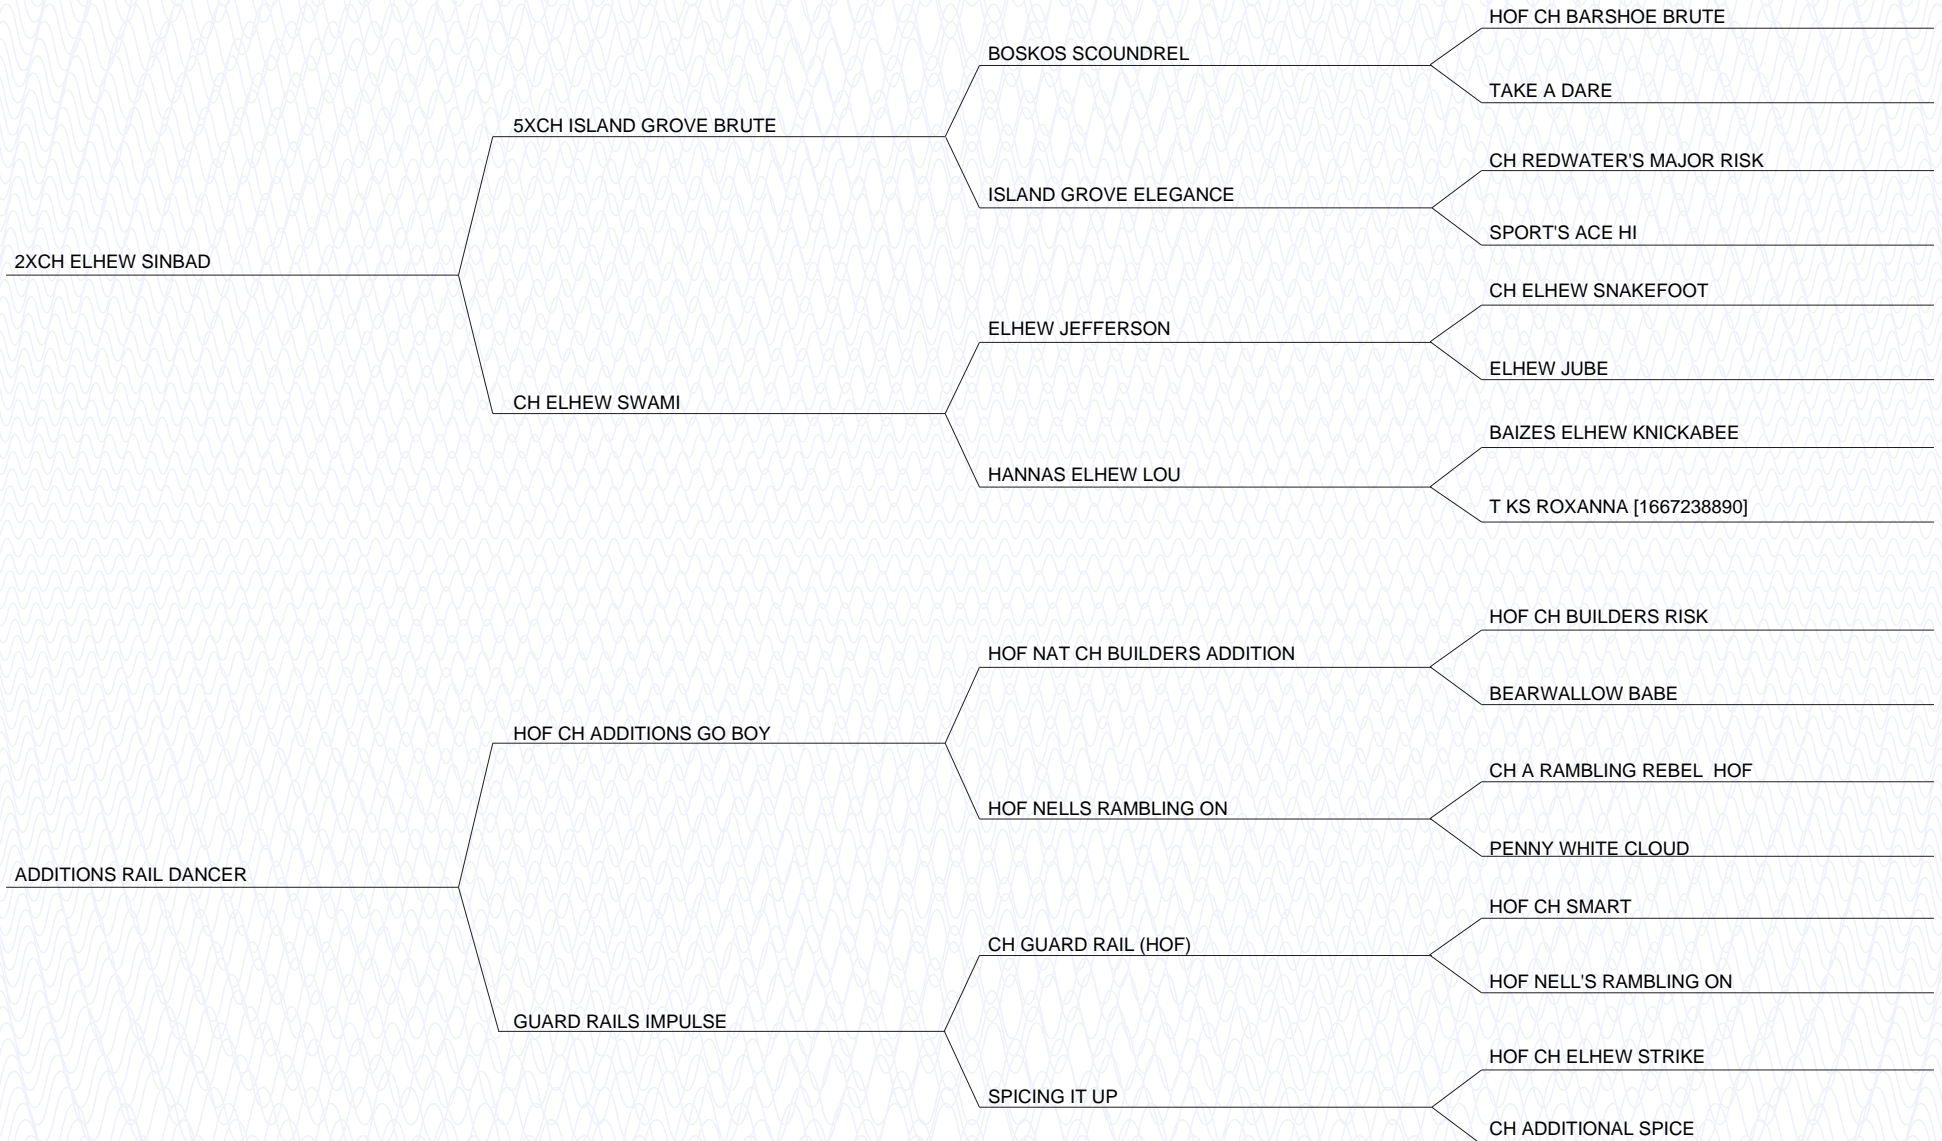 HOF CH BARSHOE BRUTE
BOSKOS SCOUNDREL
TAKE A DARE
5XCH ISLAND GROVE BRUTE
CH REDWATER'S MAJOR RISK
ISLAND GROVE ELEGANCE
SPORT'S ACE HI
2XCH ELHEW SINBAD
CH ELHEW SNAKEFOOT
ELHEW JEFFERSON
ELHEW JUBE
CH ELHEW SWAMI
BAIZES ELHEW KNICKABEE
HANNAS ELHEW LOU
T KS ROXANNA [1667238890]
HOF CH BUILDERS RISK
HOF NAT CH BUILDERS ADDITION
BEARWALLOW BABE
HOF CH ADDITIONS GO BOY
CH A RAMBLING REBEL  HOF
HOF NELLS RAMBLING ON
PENNY WHITE CLOUD
ADDITIONS RAIL DANCER
HOF CH SMART
CH GUARD RAIL (HOF)
HOF NELL'S RAMBLING ON
GUARD RAILS IMPULSE
HOF CH ELHEW STRIKE
SPICING IT UP
CH ADDITIONAL SPICE